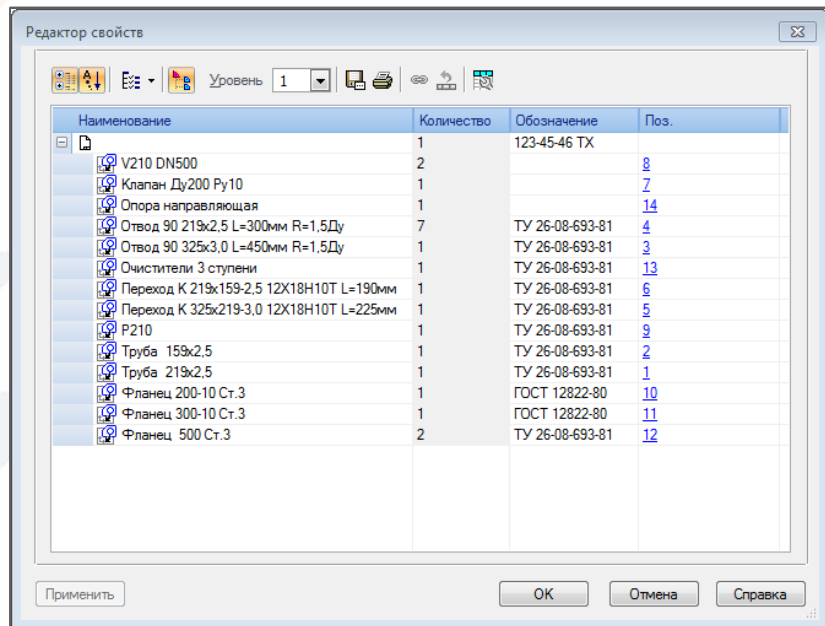 Редактор свойств
Уровень 1
Наименование Количество Обозначение Поз.
1 123-45-46 ТХ
V210 DN500 2 8
Клапан Ду200 Ру10 1 7
Опора направляющая 1 14
Отвод 90 219х2,5 L=300мм R=1,5Ду 7 ТУ 26-08-693-81 4
Отвод 90 325х3,0 L=450мм R=1,5Ду 1 ТУ 26-08-693-81 3
Очистители 3 ступени 1 ТУ 26-08-693-81 13
Переход К 219х159-2,5 12Х18Н10Т L=190мм 1 ТУ 26-08-693-81 6
Переход К 325х219-3,0 12Х18Н10Т L=225мм 1 ТУ 26-08-693-81 5
Р210 1 ТУ 26-08-693-81 9
Труба 159х2,5 1 ТУ 26-08-693-81 2
Труба 219х2,5 1 ТУ 26-08-693-81 1
Фланец 200-10 Ст.3 1 ГОСТ 12822-80 10
Фланец 300-10 Ст.3 1 ГОСТ 12822-80 11
Фланец 500 Ст.3 2 ТУ 26-08-693-81 12
Применить OK Отмена Справка